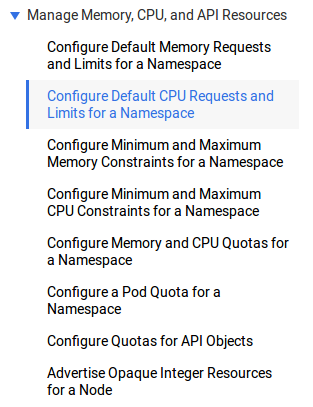 Manage Memory, CPU, and API Resources
Configure Default Memory Requests
and Limits for a Namespace
Configure Default CPU Requests and
Limits for a Namespace
Configure Minimum and Maximum
Memory Constraints for a Namespace
Configure Minimum and Maximum
CPU Constraints for a Namespace
Configure Memory and CPU Quotas for
a Namespace
Configure a Pod Quota for a
Namespace
Configure Quotas for API Objects
Advertise Opaque Integer Resources
for a Node